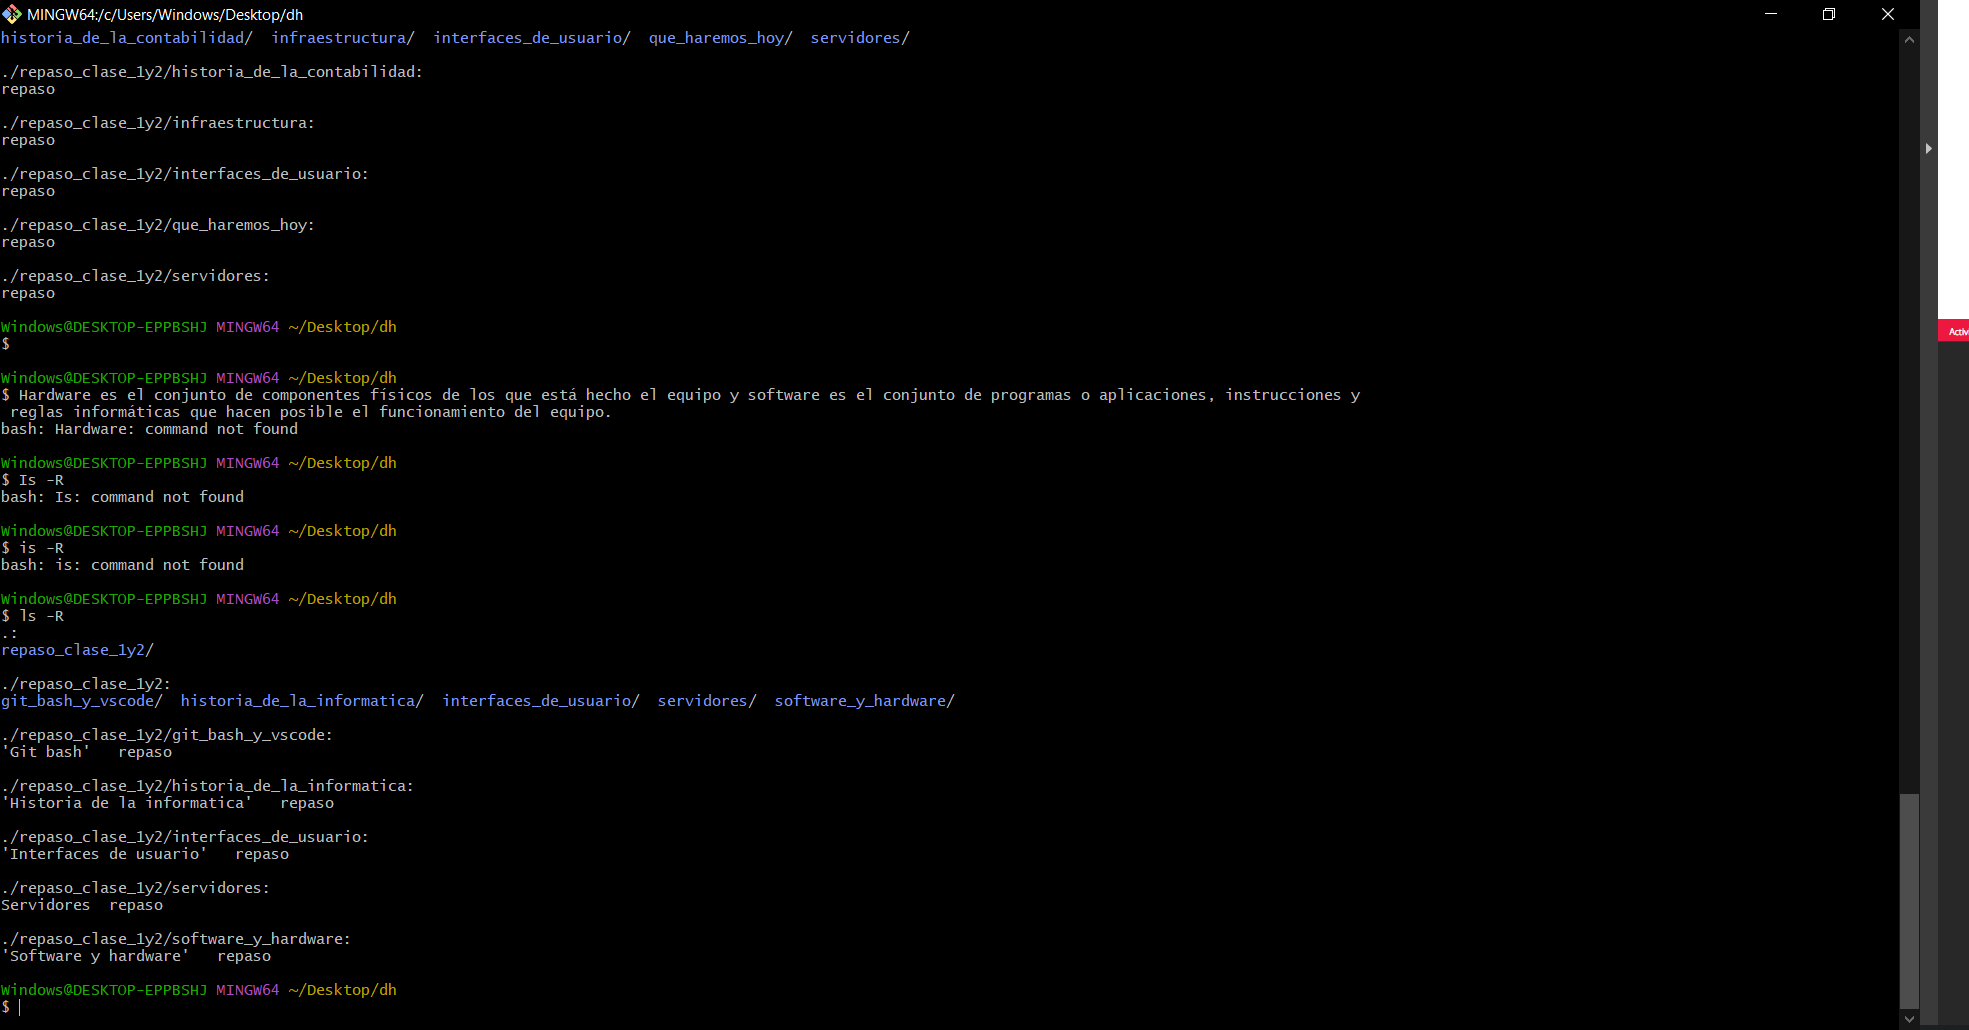 MINGW64:/c/Users/Windows/Desktop/dh
historia_de_la_contabilidad/  infraestructura/  interfaces_de_usuario/  que_haremos_hoy/  servidores/
./repaso_clase_1y2/historia_de_la_contabilidad:
repaso
./repaso_clase_1y2/infraestructura:
repaso
./repaso_clase_1y2/interfaces_de_usuario:
repaso
./repaso_clase_1y2/que_haremos_hoy:
repaso
./repaso_clase_1y2/servidores:
repaso
Windows@DESKTOP-EPPBSHJ MINGW64 ~/Desktop/dh
$
Windows@DESKTOP-EPPBSHJ MINGW64 ~/Desktop/dh
$ Hardware es el conjunto de componentes físicos de los que está hecho el equipo y software es el conjunto de programas o aplicaciones, instrucciones y
reglas informáticas que hacen posible el funcionamiento del equipo.
bash: Hardware: command not found
Windows@DESKTOP-EPPBSHJ MINGW64 ~/Desktop/dh
$ Is -R
bash: Is: command not found
Windows@DESKTOP-EPPBSHJ MINGW64 ~/Desktop/dh
$ is -R
bash: is: command not found
Windows@DESKTOP-EPPBSHJ MINGW64 ~/Desktop/dh
$ ls -R
.:
repaso_clase_1y2/
./repaso_clase_1y2:
git_bash_y_vscode/  historia_de_la_informatica/  interfaces_de_usuario/  servidores/  software_y_hardware/
./repaso_clase_1y2/git_bash_y_vscode:
'Git bash'   repaso
./repaso_clase_1y2/historia_de_la_informatica:
'Historia de la informatica'   repaso
./repaso_clase_1y2/interfaces_de_usuario:
'Interfaces de usuario'   repaso
./repaso_clase_1y2/servidores:
Servidores  repaso
./repaso_clase_1y2/software_y_hardware:
'Software y hardware'   repaso
Windows@DESKTOP-EPPBSHJ MINGW64 ~/Desktop/dh
$